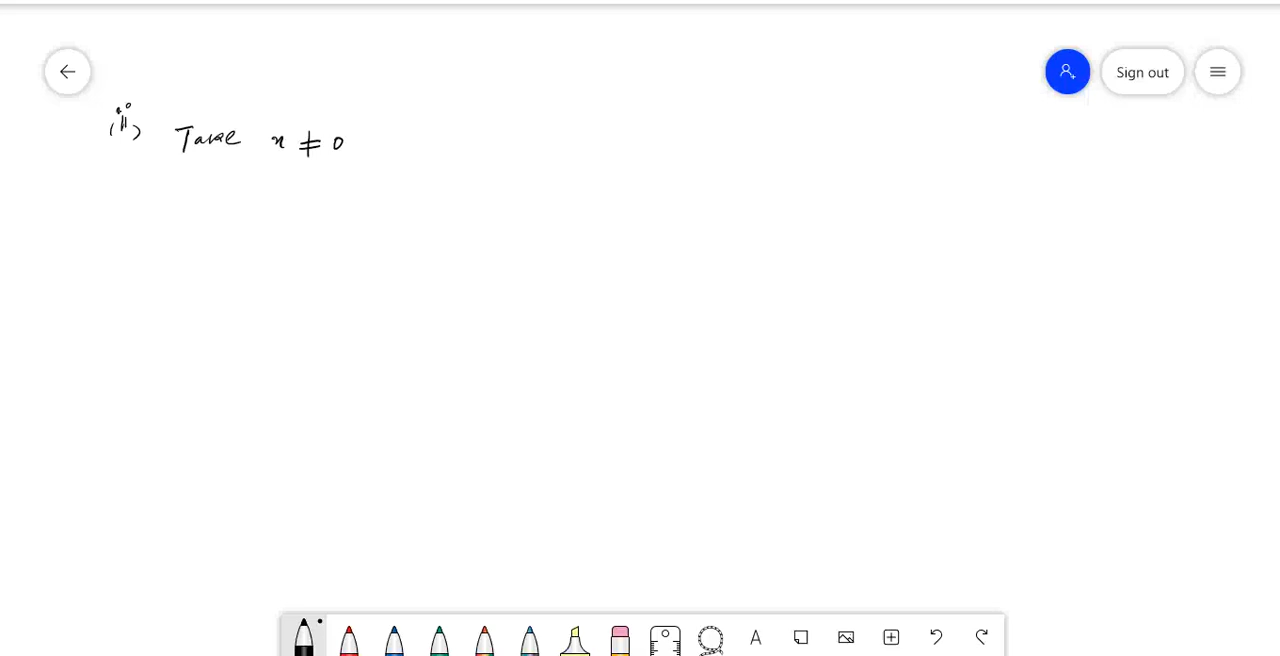 Sign out
(ii) Take x ≠ 0
A